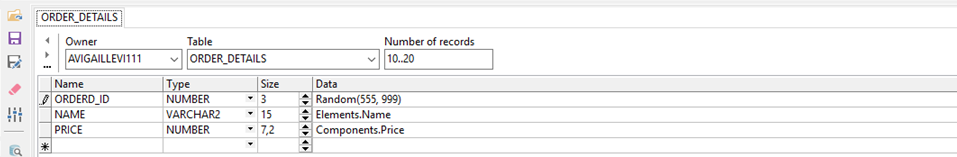 ORDER_DETAILS
Owner Table Number of records
AVIGAILLEVI111 ORDER_DETAILS 10..20
Name Type Size Data
ORDERD_ID NUMBER 3 Random(555, 999)
NAME VARCHAR2 15 Elements.Name
PRICE NUMBER 7,2 Components.Price